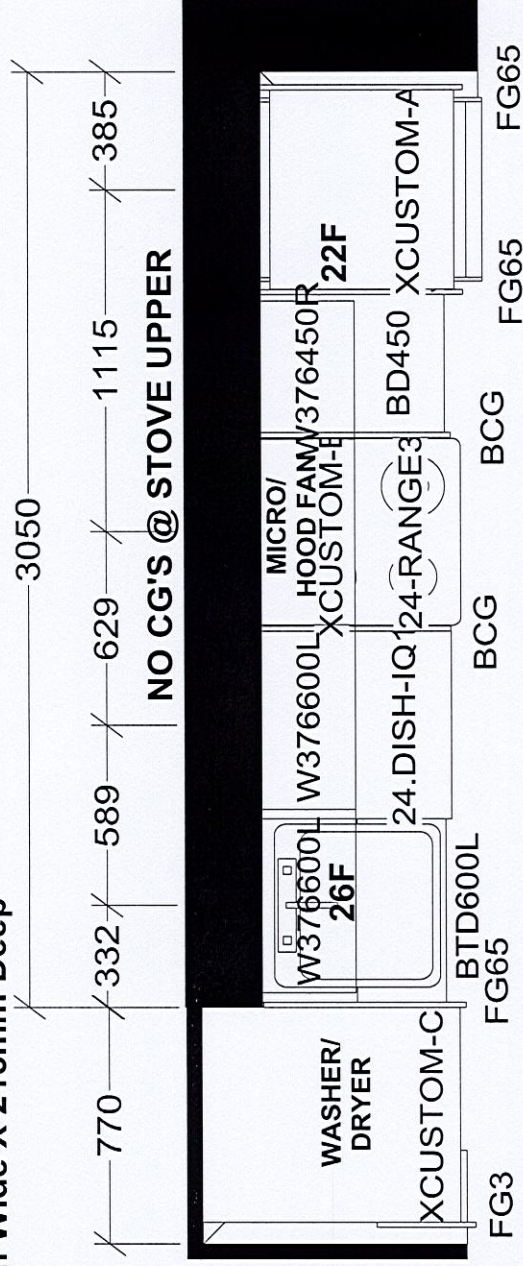 Wide X 210mm Deep
3050
770
332
589
629
1115
385
NO CG'S @ STOVE UPPER
WASHER/
DRYER
XCUSTOM-C
FG3
W376600L
26F
BTD600L
FG65
W376600L
24.DISH-IQ1
BCG
MICRO/
HOOD FAN
XCUSTOM-E
24-RANGE3
BCG
W376450R
BD450
22F
XCUSTOM-A
FG65
FG65